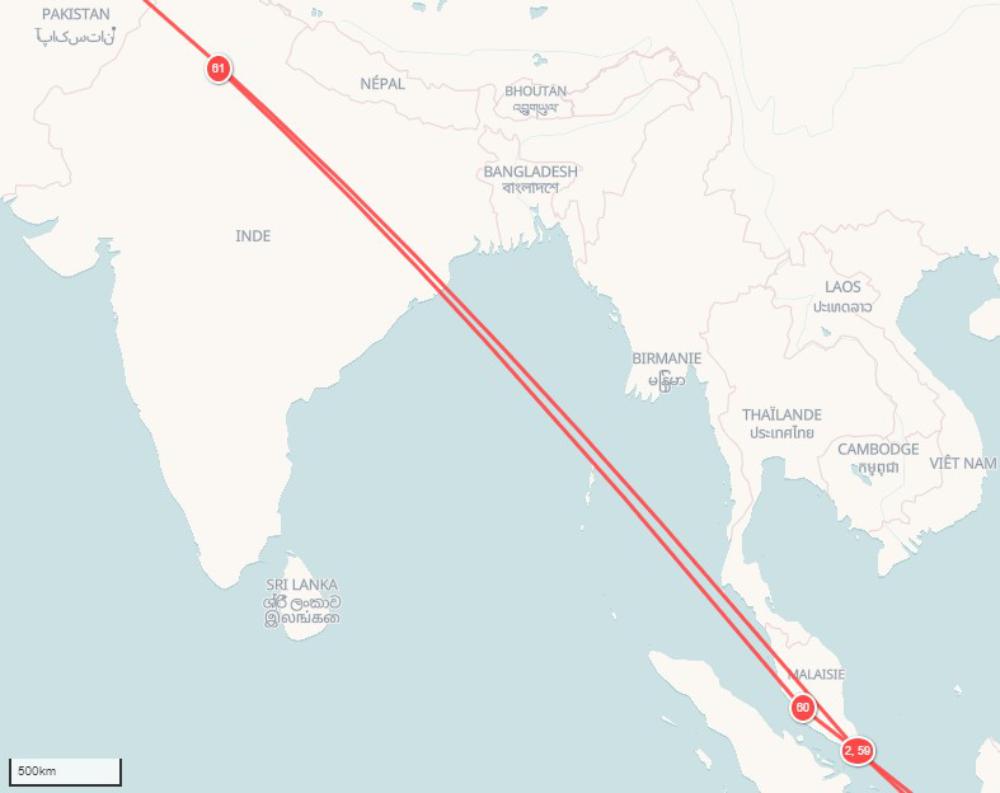 PAKISTAN
61
NÉPAL
BHOUTAN
འབྲུགཡུལ
BANGLADESH
বাংলাদেশ
INDE
LAOS
ປະເທດລາວ
BIRMANIE
မြန်မာ
THAÏLANDE
ประเทศไทย
CAMBODGE
កម្ពុជា
VIÊT NAM
SRI LANKA
ශ්‍රී ලංකාව
இலங்கை
MALAISIE
60
2, 59
500km